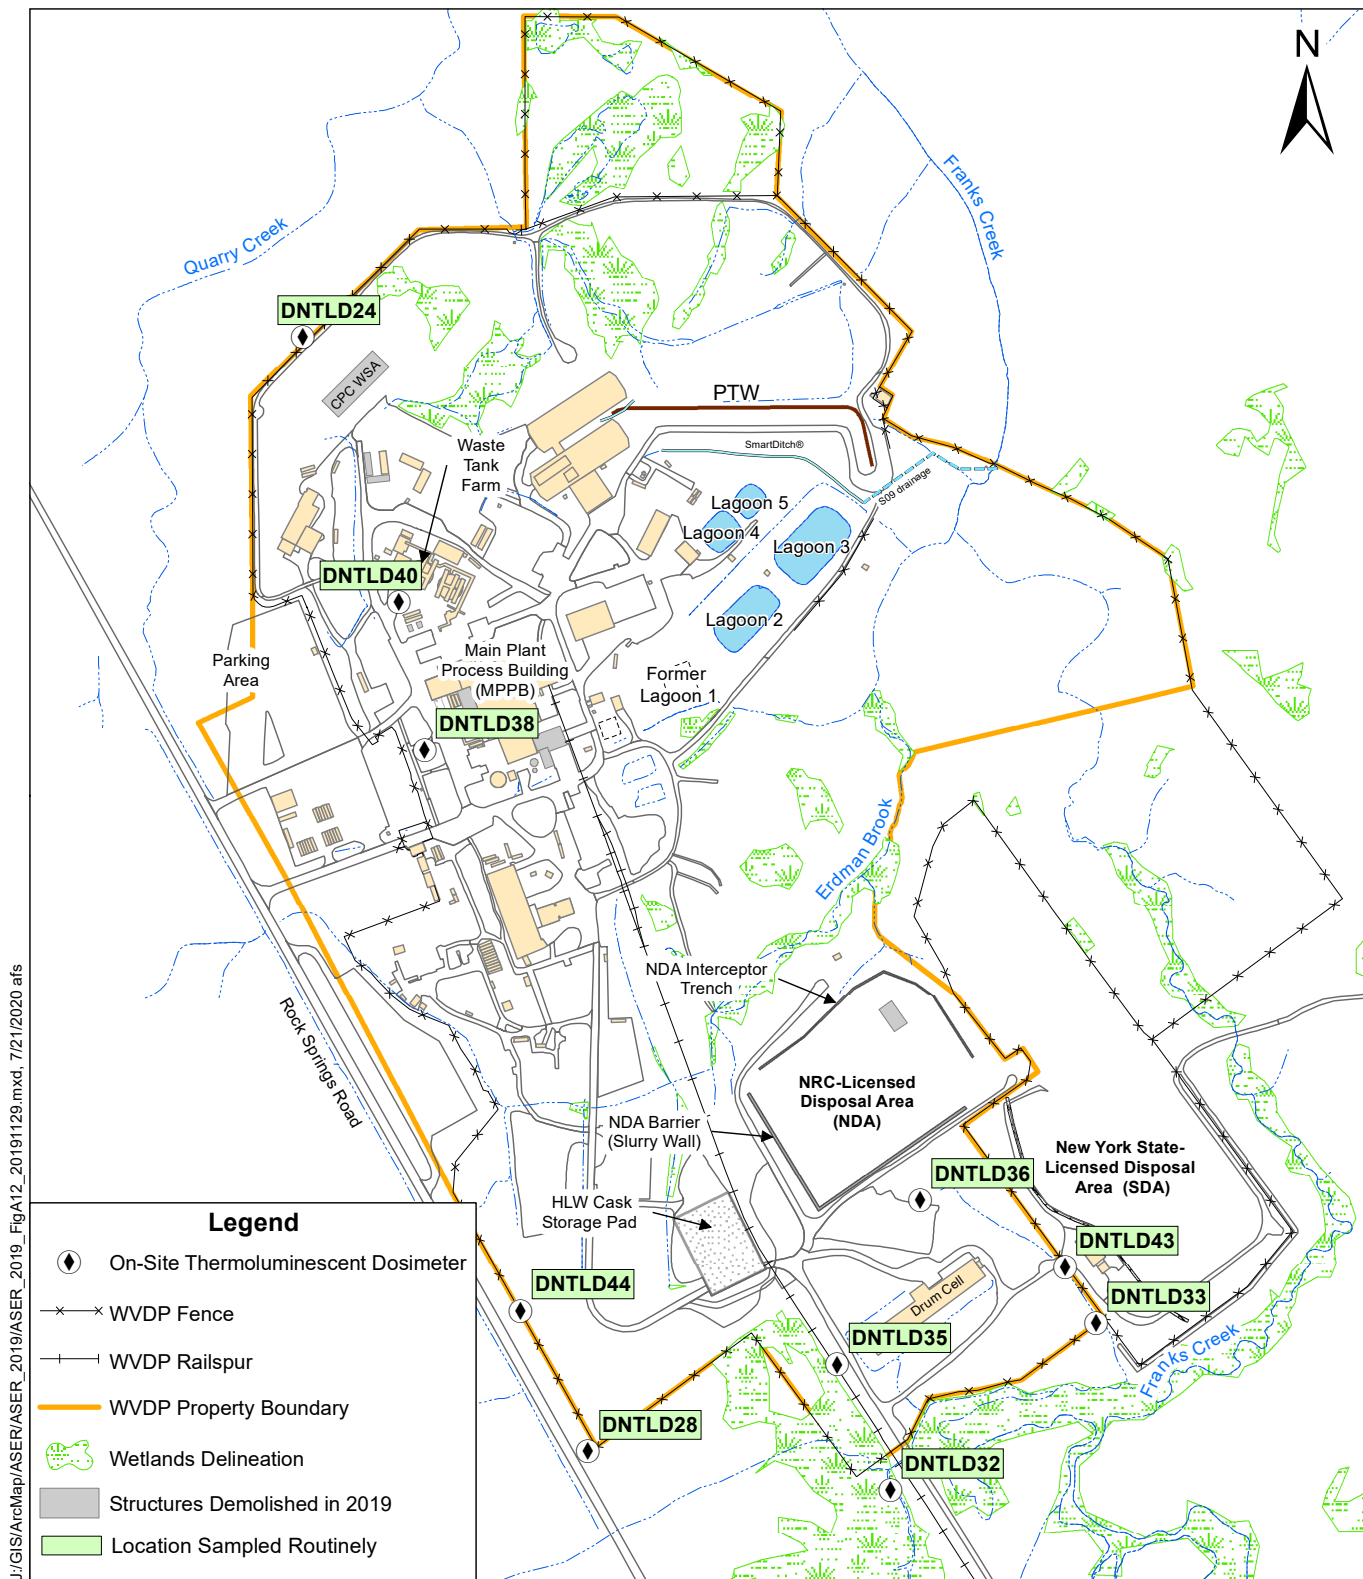 N
Franks Creek
Quarry Creek
DNTLD24
CPC WSA
PTW
SmartDitch®
Waste
Tank
Farm
S09 drainage
Lagoon 5
Lagoon 4
Lagoon 3
DNTLD40
Lagoon 2
Main Plant
Process Building
(MPPB)
Parking
Area
Former
Lagoon 1
DNTLD38
Erdman Brook
NDA Interceptor
Trench
Rock Springs Road
NRC-Licensed
Disposal Area
(NDA)
NDA Barrier
(Slurry Wall)
New York State-
Licensed Disposal
Area (SDA)
DNTLD36
HLW Cask
Storage Pad
DNTLD43
DNTLD44
Drum Cell
DNTLD33
DNTLD35
Franks Creek
DNTLD28
DNTLD32
Legend
On-Site Thermoluminescent Dosimeter
WVDP Fence
WVDP Railspur
WVDP Property Boundary
Wetlands Delineation
Structures Demolished in 2019
Location Sampled Routinely
J:/GIS/ArcMap/ASER/ASER_2019/ASER_2019_FigA12_20191129.mxd, 7/21/2020 afs